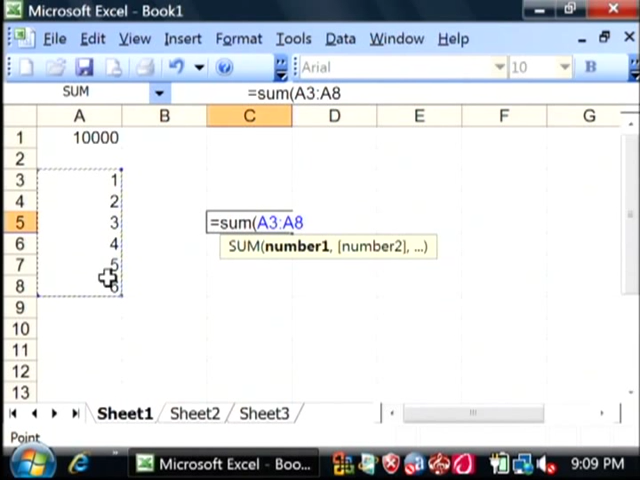 Microsoft Excel - Book1
File Edit View Insert Format Tools Data Window Help
Arial 10 B
SUM =sum(A3:A8
A B C D E F G
1 10000
2
3 1
4 2
5 3 =sum(A3:A8
6 4 SUM(number1, [number2], ...)
7 5
8 6
9
10
11
12
13
Sheet1 Sheet2 Sheet3
Point
Microsoft Excel - Boo... 9:09 PM